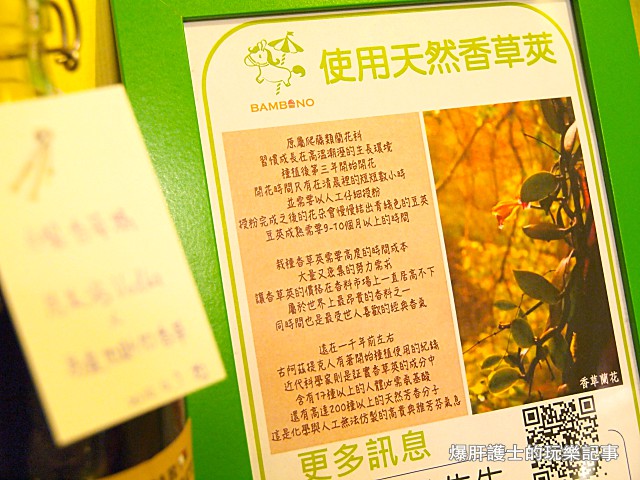 使用天然香草莢
BAMBINO
原屬爬藤類蘭花科
習慣成長在高溫潮溼的生長環境
種植後第三年開始開花
開花時間只有在清晨裡的短短數小時
並需要以人工仔細授粉
授粉完成之後的花朵會慢慢結出青綠色的豆莢
豆莢成熟需要9-10個月以上的時間
栽種香草莢需要高度的時間成本
大量又密集的勞力需求
讓香草莢的價格在香料市場上一直居高不下
屬於世界上最昂貴的香料之一
同時間也是最受世人喜歡的經典香氣
遠在一千年前左右
古柯茲提克人有著開始種植使用的紀錄
近代科學家則是証實香草莢的成分中
含有17種以上的人體必需氨基酸
還有高達200種以上的天然芳香分子
這是化學與人工無法仿製的高貴與雅芳芬氣息
香草蘭花
更多訊息
爆肝護士的玩樂記事